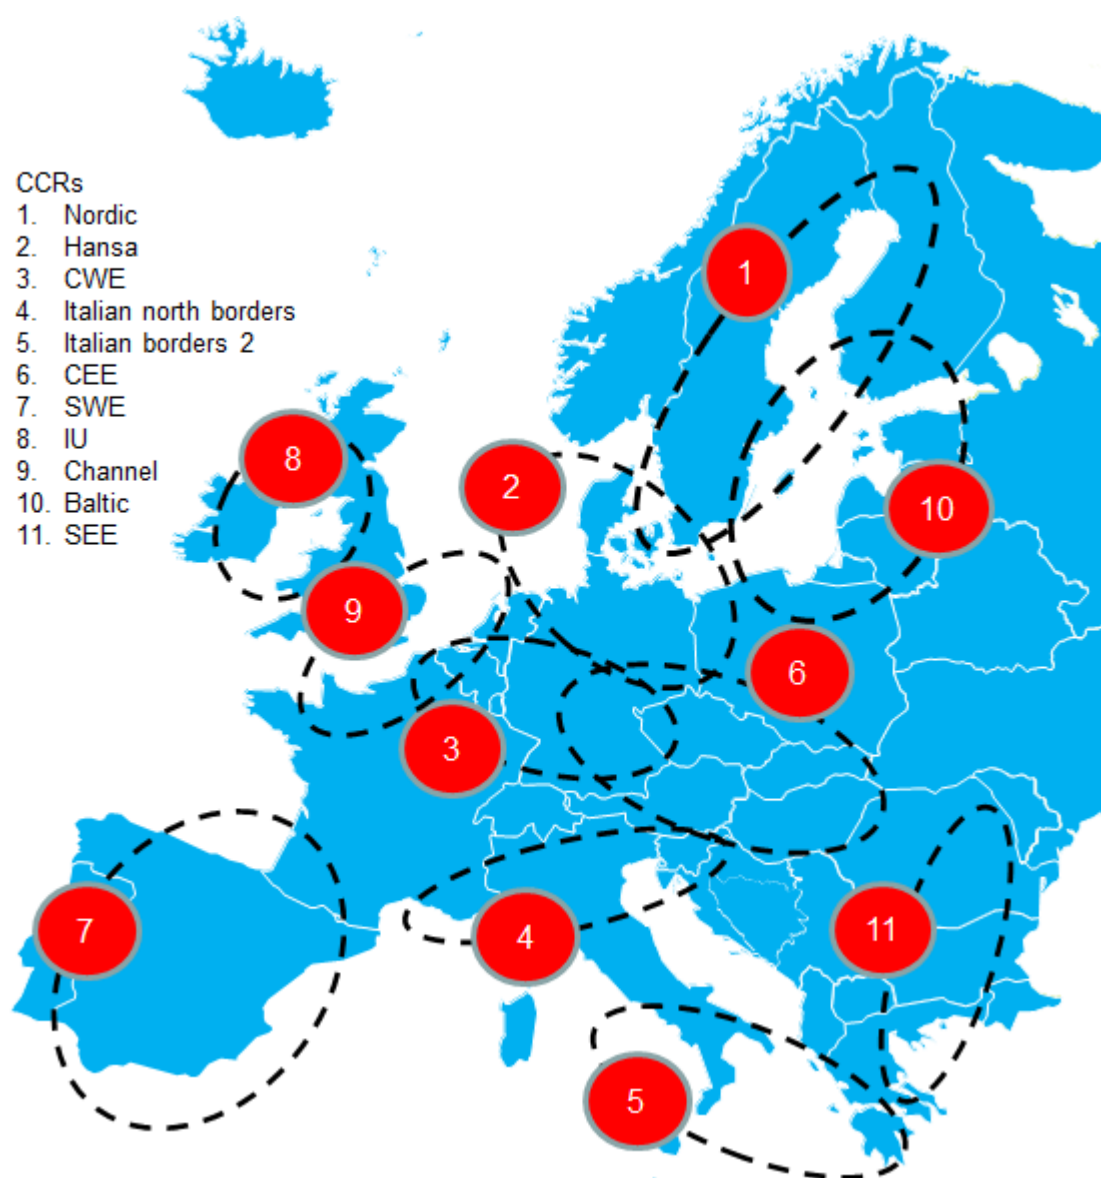 CCRs
1. Nordic
2. Hansa
3. CWE
4. Italian north borders
5. Italian borders 2
6. CEE
7. SWE
8. IU
9. Channel
10. Baltic
11. SEE
1
8
2
10
9
6
3
7
11
4
5